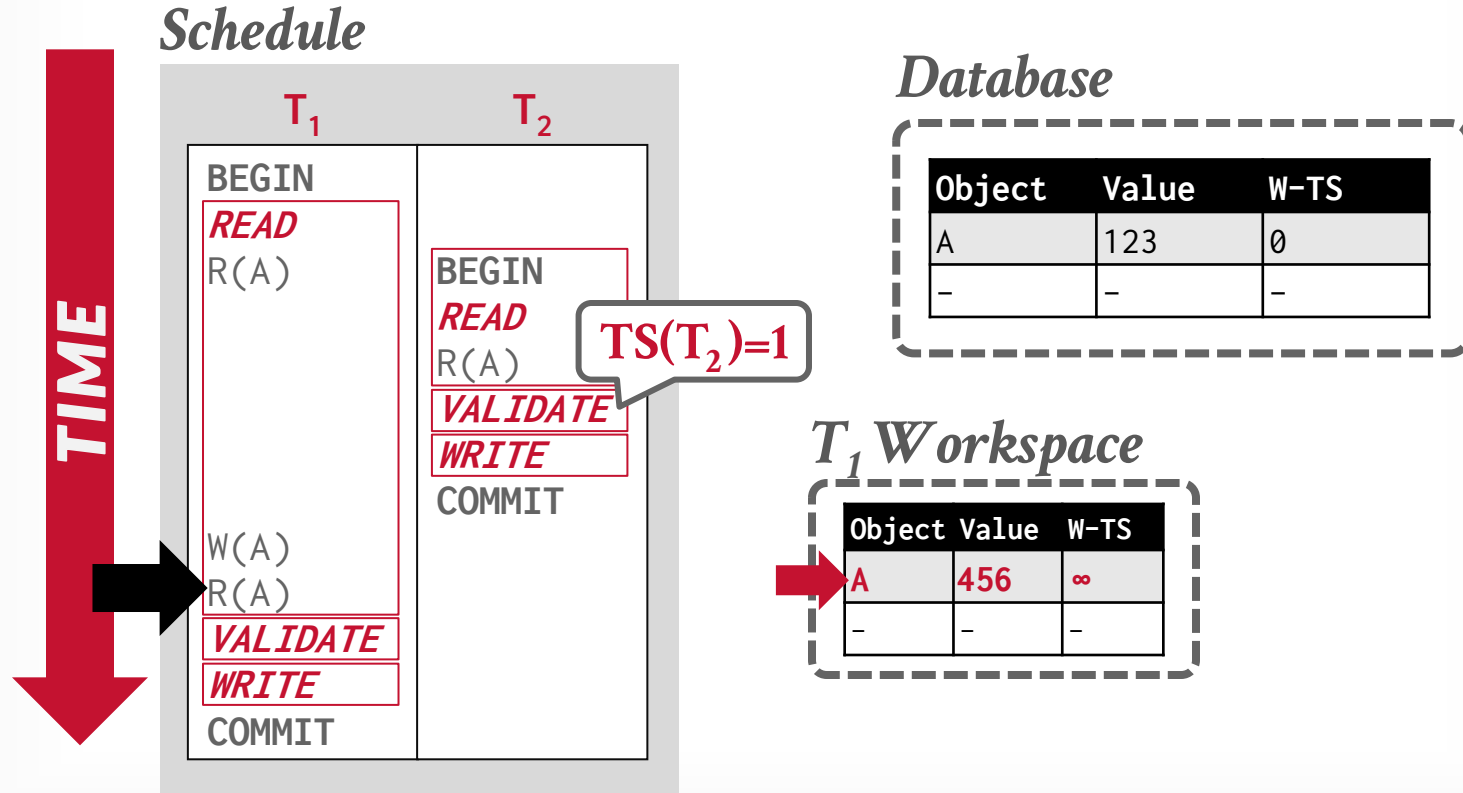 Schedule
TIME
T₁ T₂
BEGIN
READ
R(A) BEGIN
READ
R(A)
TS(T₂)=1
VALIDATE
WRITE
COMMIT
W(A)
R(A)
VALIDATE
WRITE
COMMIT
Database
Object Value W-TS
A 123 0
- - -
T₁ Workspace
Object Value W-TS
A 456 ∞
- - -